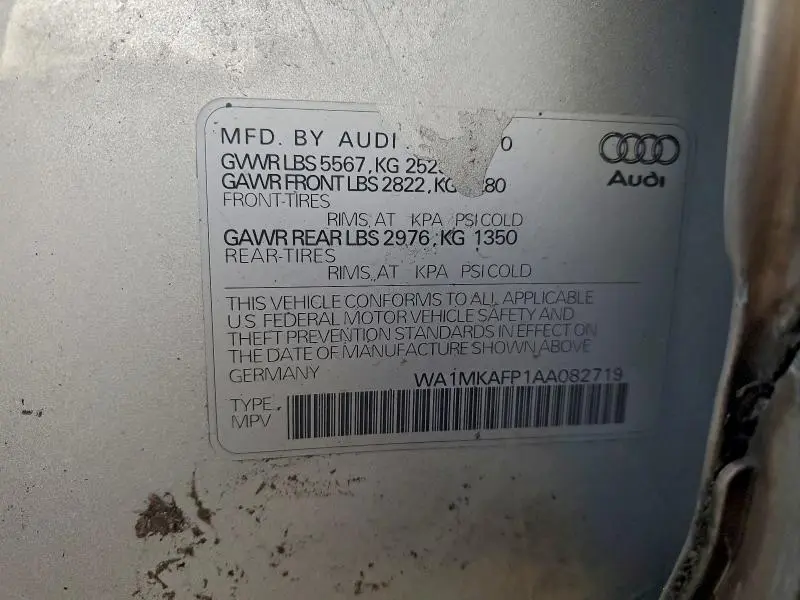 MFD. BY AUDI 0
GVWR LBS 5567, KG 252
Audi
GAWR FRONT LBS 2822, KG 80
FRONT-TIRES
RIMS, AT KPA PSI COLD
GAWR REAR LBS 2976, KG 1350
REAR-TIRES
RIMS, AT KPA PSI COLD
THIS VEHICLE CONFORMS TO ALL APPLICABLE
U.S. FEDERAL MOTOR VEHICLE SAFETY AND
THEFT PREVENTION STANDARDS IN EFFECT ON
THE DATE OF MANUFACTURE SHOWN ABOVE
GERMANY WA1MKAFP1AA082719
TYPE.
MPV